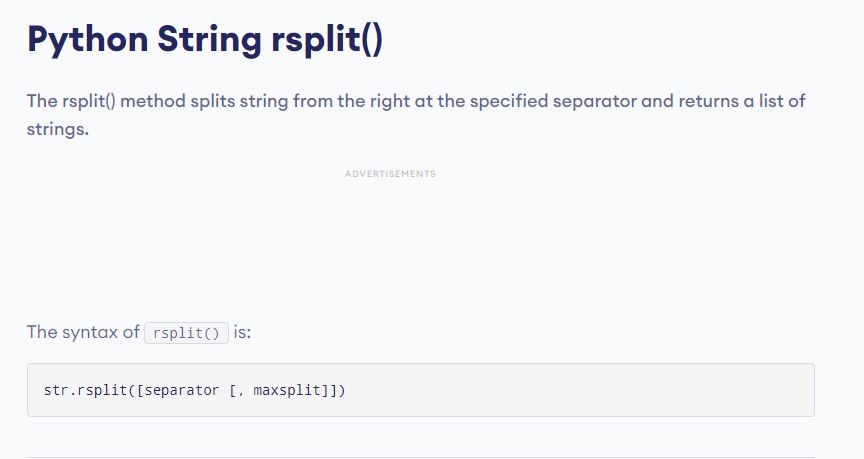 Python String rsplit()
The rsplit() method splits string from the right at the specified separator and returns a list of
strings.
ADVERTISEMENTS
The syntax of rsplit() is:
str.rsplit([separator [, maxsplit]])